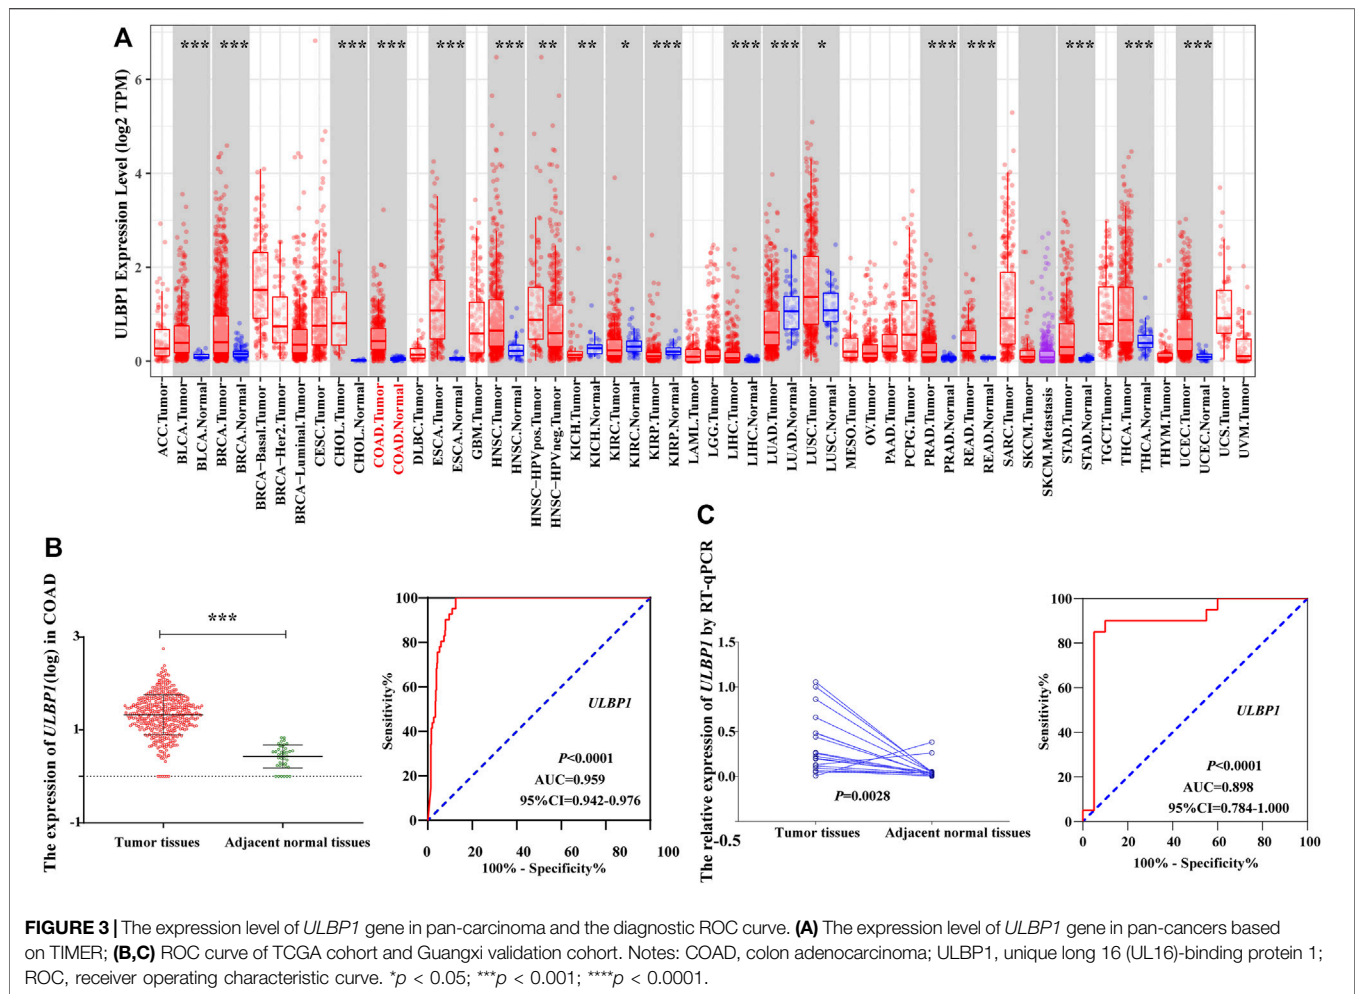 A
*** *** *** *** *** *** ** ** * *** *** *** * *** *** *** *** ***
ULBP1 Expression Level (log2 TPM)
6
4
2
0
ACC.Tumor
BLCA.Tumor
BLCA.Normal
BRCA.Tumor
BRCA.Normal
BRCA-Basal.Tumor
BRCA-Her2.Tumor
BRCA-Luminal.Tumor
CESC.Tumor
CHOL.Tumor
CHOL.Normal
COAD.Tumor
COAD.Normal
DLBC.Tumor
ESCA.Tumor
ESCA.Normal
GBM.Tumor
HNSC.Tumor
HNSC.Normal
HNSC-HPVpos.Tumor
HNSC-HPVneg.Tumor
KICH.Tumor
KICH.Normal
KIRC.Tumor
KIRC.Normal
KIRP.Tumor
KIRP.Normal
LAML.Tumor
LGG.Tumor
LIHC.Tumor
LIHC.Normal
LUAD.Tumor
LUAD.Normal
LUSC.Tumor
LUSC.Normal
MESO.Tumor
OV.Tumor
PAAD.Tumor
PCPG.Tumor
PRAD.Tumor
PRAD.Normal
READ.Tumor
READ.Normal
SARC.Tumor
SKCM.Tumor
SKCM.Metastasis
STAD.Tumor
STAD.Normal
TGCT.Tumor
THCA.Tumor
THCA.Normal
THYM.Tumor
UCEC.Tumor
UCEC.Normal
UCS.Tumor
UVM.Tumor
B
The expression of ULBP1(log) in COAD
3
1
-1
***
Tumor tissues Adjacent normal tissues
Sensitivity%
100
80
60
40
20
0
ULBP1
P<0.0001
AUC=0.959
95%CI=0.942-0.976
0 20 40 60 80 100
100% - Specificity%
C
The relative expression of ULBP1 by RT-qPCR
1.5
1.0
0.5
0.0
-0.5
P=0.0028
Tumor tissues Adjacent normal tissues
Sensitivity%
100
80
60
40
20
0
ULBP1
P<0.0001
AUC=0.898
95%CI=0.784-1.000
0 20 40 60 80 100
100% - Specificity%
FIGURE 3 | The expression level of ULBP1 gene in pan-carcinoma and the diagnostic ROC curve. (A) The expression level of ULBP1 gene in pan-cancers based
on TIMER; (B,C) ROC curve of TCGA cohort and Guangxi validation cohort. Notes: COAD, colon adenocarcinoma; ULBP1, unique long 16 (UL16)-binding protein 1;
ROC, receiver operating characteristic curve. *p < 0.05; ***p < 0.001; ****p < 0.0001.